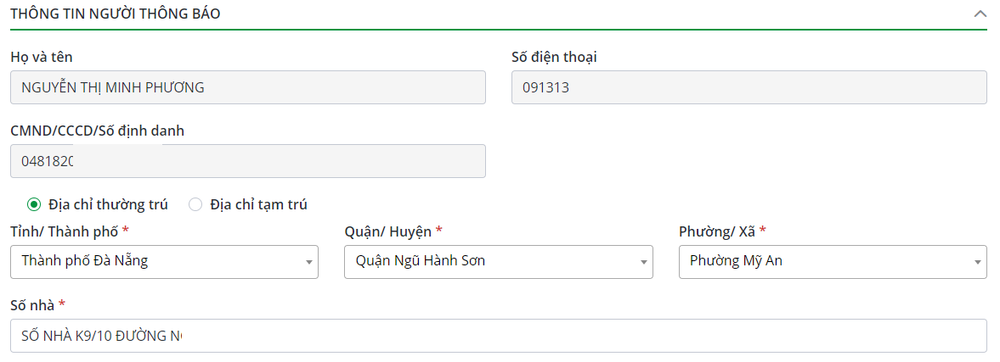 THÔNG TIN NGƯỜI THÔNG BÁO
Họ và tên
Số điện thoại
NGUYỄN THỊ MINH PHƯƠNG
091313
CMND/CCCD/Số định danh
048182
Địa chỉ thường trú
Địa chỉ tạm trú
Tỉnh/ Thành phố *
Quận/ Huyện *
Phường/ Xã *
Thành phố Đà Nẵng
Quận Ngũ Hành Sơn
Phường Mỹ An
Số nhà *
SỐ NHÀ K9/10 ĐƯỜNG N